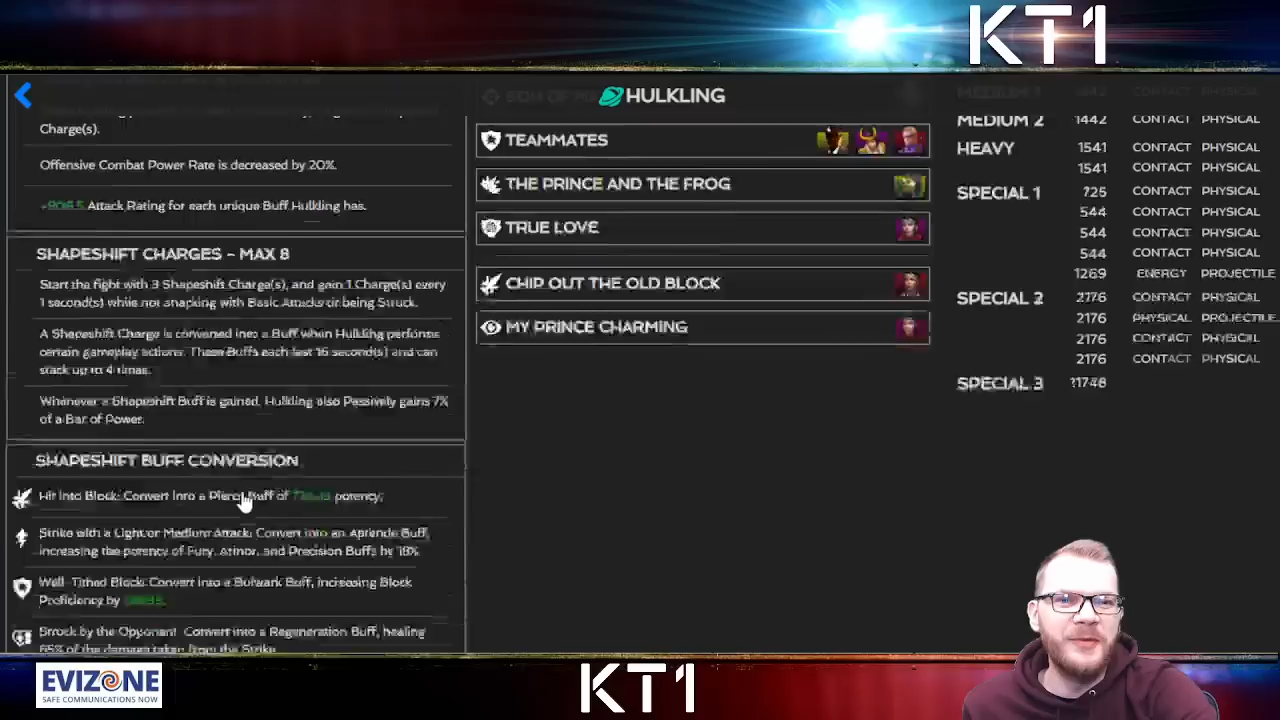 KT1
HULKLING
Charge(s).
Offensive Combat Power Rate is decreased by 20%.
Attack Rating for each unique Buff Hulkling has.
SHAPESHIFT CHARGES - MAX 8
Start the fight with 3 Shapeshift Charge(s), and gain 1 Charge(s) every
1 second(s) while not attacking with Basic Attacks or being Struck.
A Shapeshift Charge is converted into a Buff when Hulkling performs
certain gameplay actions. These Buffs each last 16 second(s) and can
stack up to 4 times.
Whenever a Shapeshift Buff is gained, Hulkling also Passively gains 7%
of a Bar of Power.
SHAPESHIFT BUFF CONVERSION
Hit into Block: Convert into a Pierce Buff of potency.
Strike with a Light or Medium Attack: Convert into an Buff,
increasing the potency of Fury, Armor, and Precision Buffs by 18%
Well-Timed Block: Convert into a Bulwark Buff, increasing Block
Proficiency by
Struck by the Opponent: Convert into a Regeneration Buff, healing
65% of the damage taken from the Strike
TEAMMATES
THE PRINCE AND THE FROG
TRUE LOVE
CHIP OUT THE OLD BLOCK
MY PRINCE CHARMING
MEDIUM 2 1442 CONTACT PHYSICAL
HEAVY 1541 CONTACT PHYSICAL
1541 CONTACT PHYSICAL
SPECIAL 1 725 CONTACT PHYSICAL
544 CONTACT PHYSICAL
544 CONTACT PHYSICAL
544 CONTACT PHYSICAL
1269 ENERGY PROJECTILE
SPECIAL 2 2176 CONTACT PHYSICAL
2176 PHYSICAL PROJECTILE
2176 CONTACT PHYSICAL
2176 CONTACT PHYSICAL
SPECIAL 3
EVIZONE
SAFE COMMUNICATIONS NOW
KT1